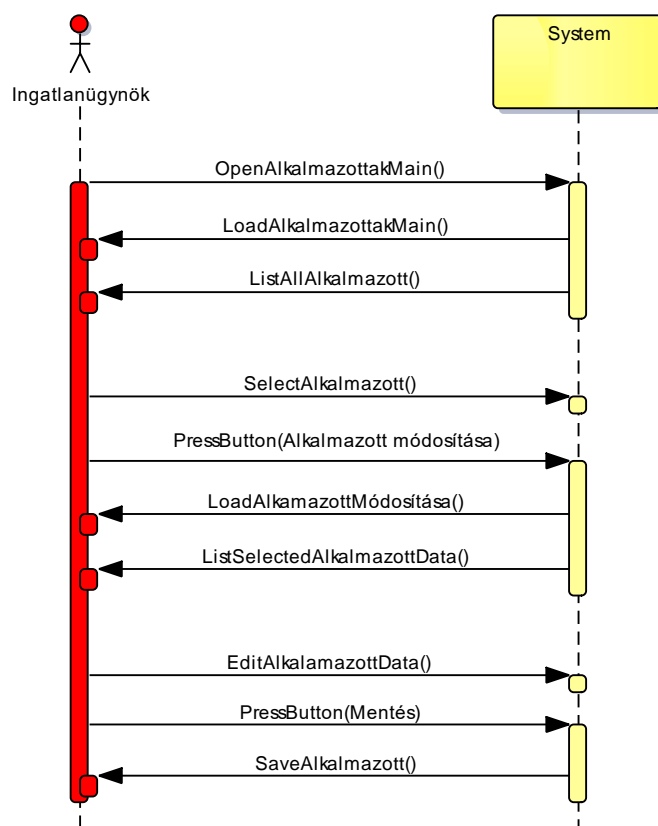 System
Ingatlanügynök
OpenAlkalmazottakMain()
LoadAlkalmazottakMain()
ListAllAlkalmazott()
SelectAlkalmazott()
PressButton(Alkalmazott módosítása)
LoadAlkamazottMódosítása()
ListSelectedAlkalmazottData()
EditAlkalamazottData()
PressButton(Mentés)
SaveAlkalmazott()